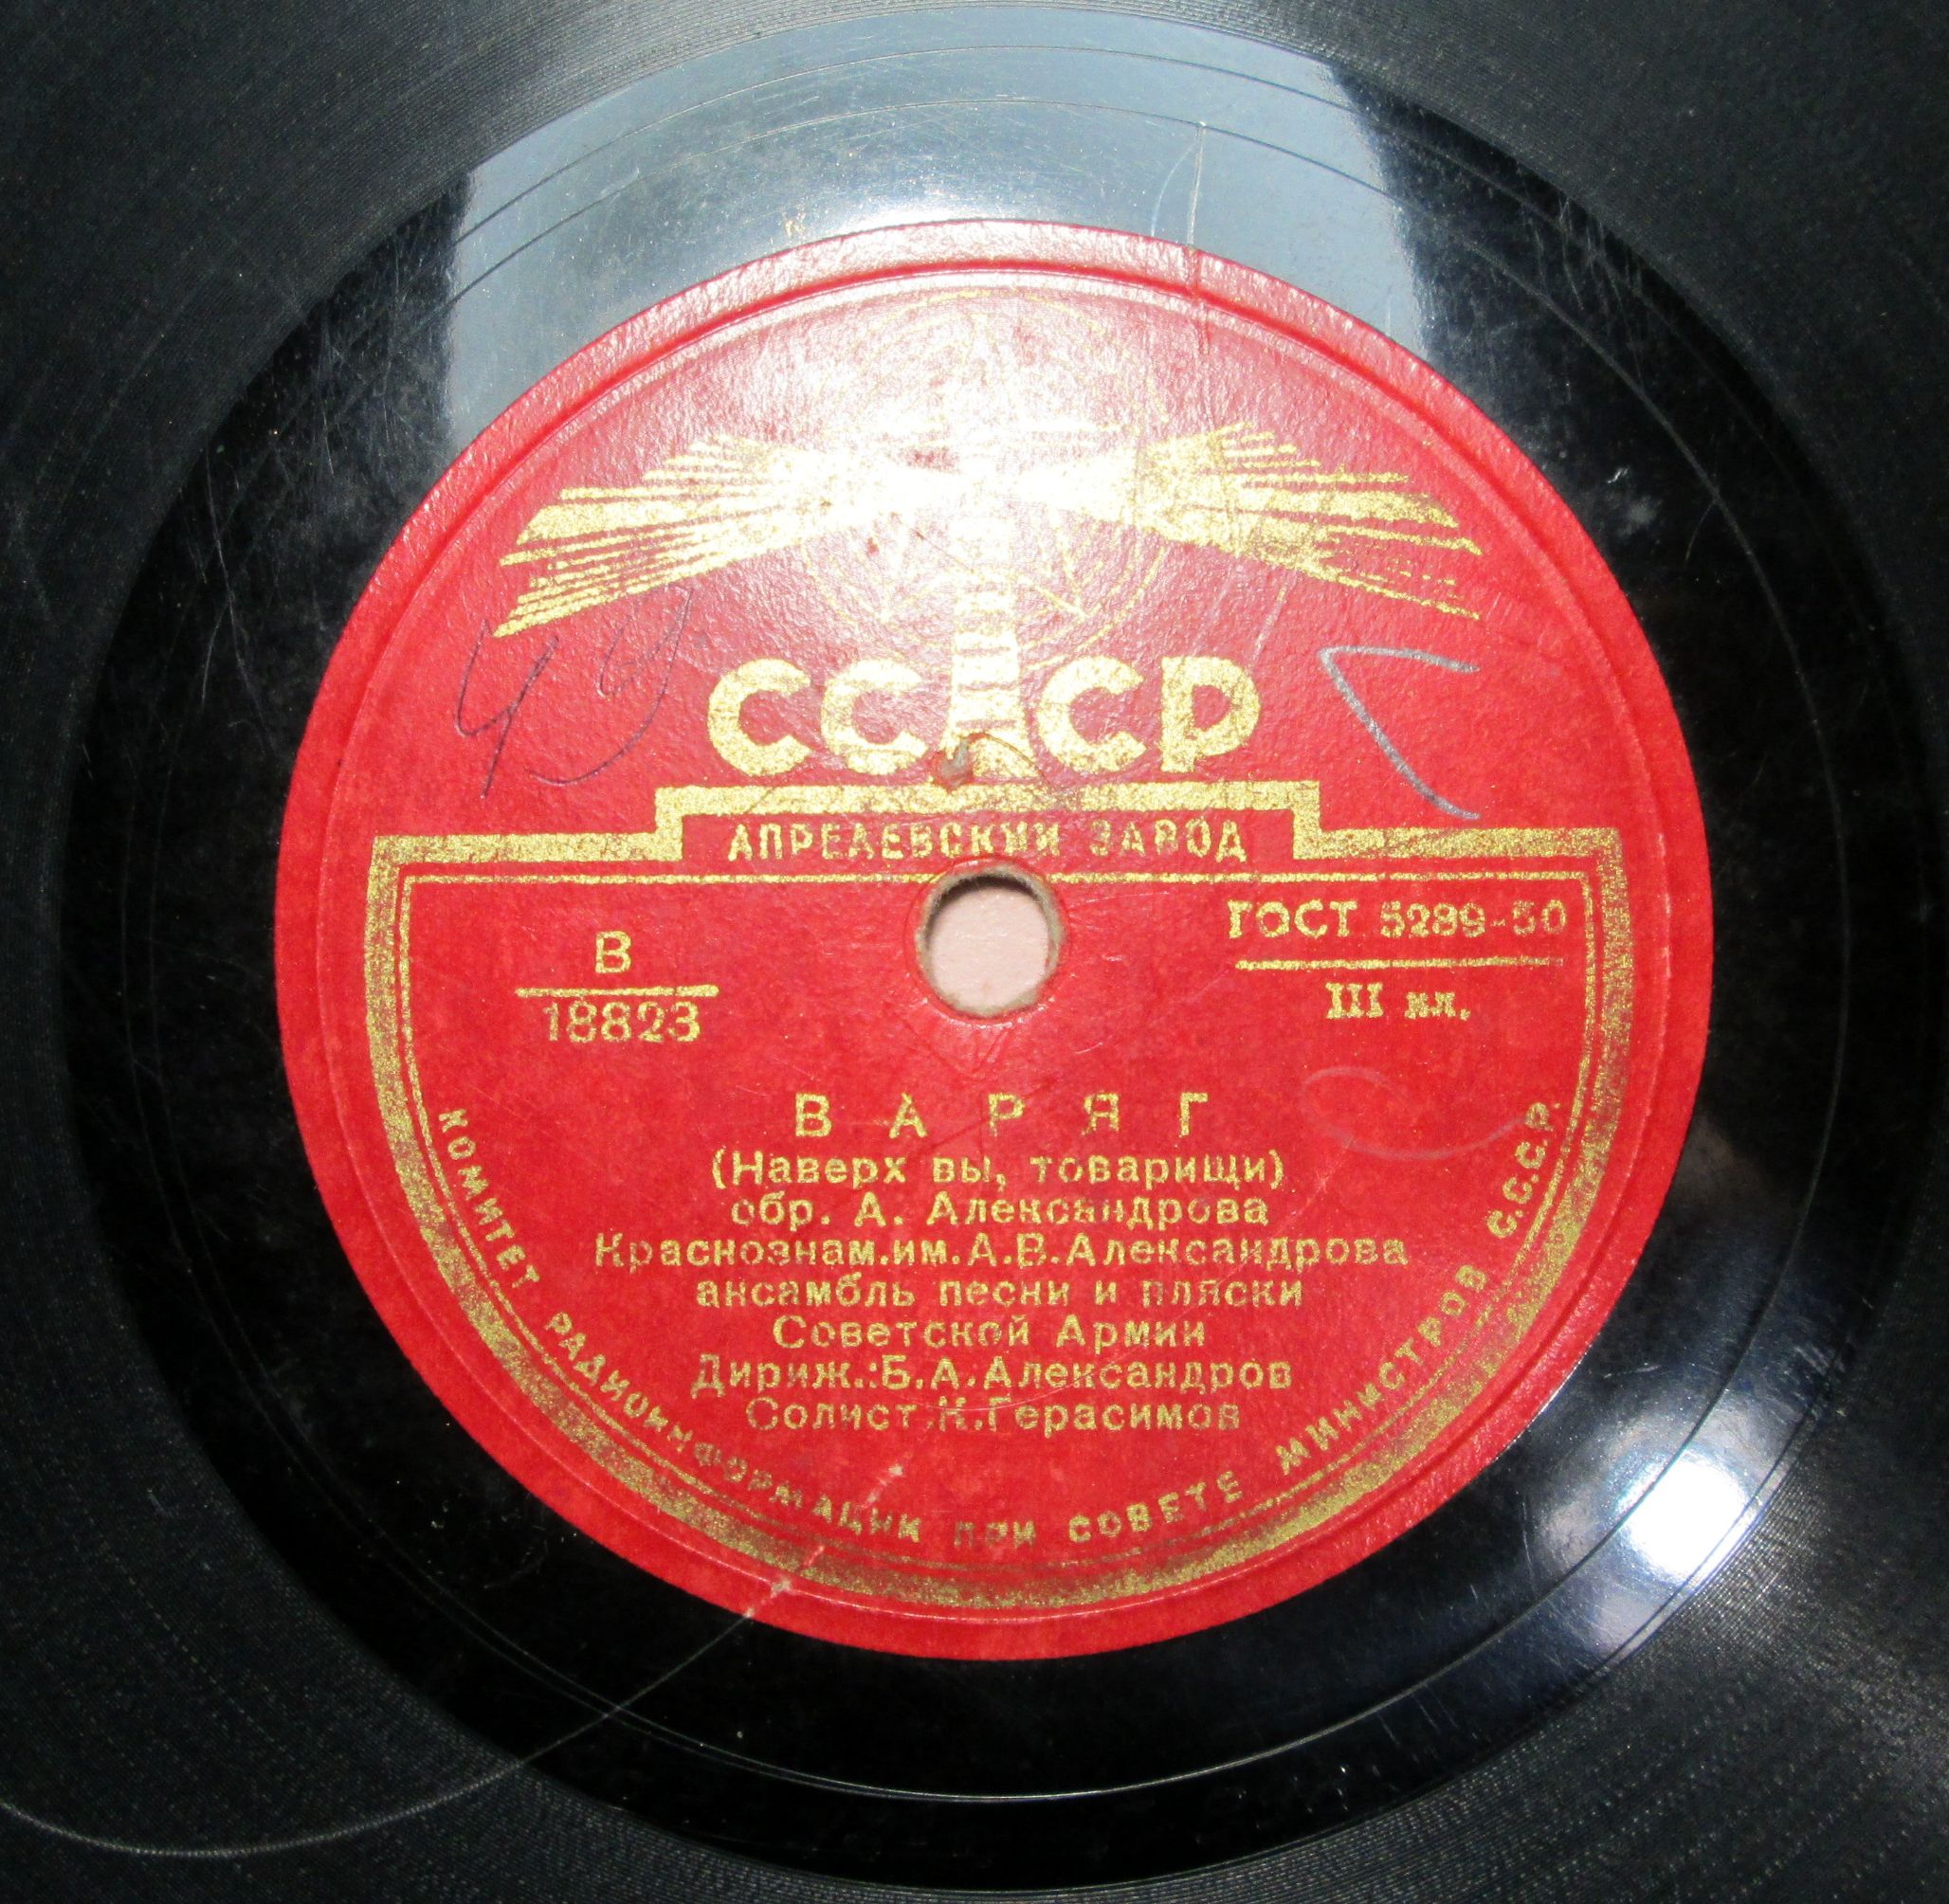 СССР
АПРЕЛЕВСКИЙ ЗАВОД
ГОСТ 5289-50
В
18823
III кл.
ВАРЯГ
(Наверх вы, товарищи)
обр. А. Александрова
Краснознам.им.А.В.Александрова
ансамбль песни и пляски
Советской Армии
Дириж.:Б.А.Александров
Солист:К.Герасимов
КОМИТЕТ РАДИОИНФОРМАЦИИ ПРИ СОВЕТЕ МИНИСТРОВ С.С.С.Р.